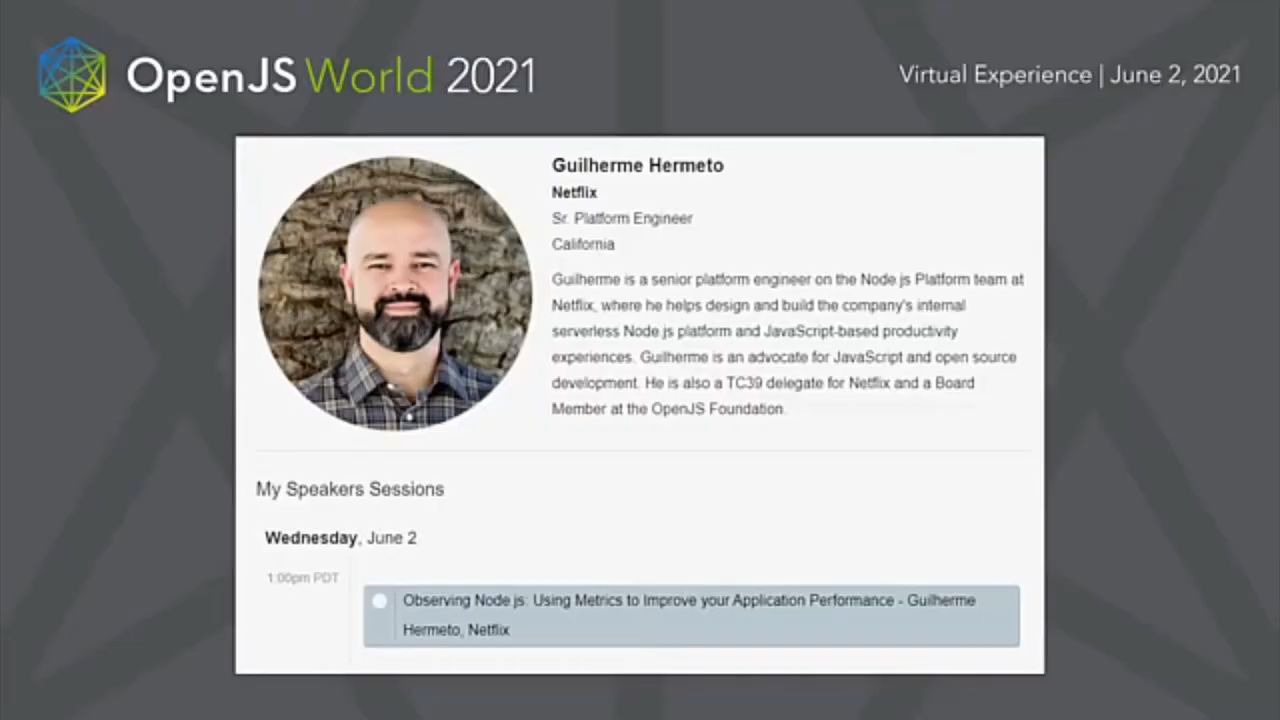 OpenJS World 2021
Virtual Experience | June 2, 2021
Guilherme Hermeto
Netflix
Sr. Platform Engineer
California
Guilherme is a senior platform engineer on the Node js Platform team at
Netflix, where he helps design and build the company's internal
serverless Node js platform and JavaScript-based productivity
experiences. Guilherme is an advocate for JavaScript and open source
development. He is also a TC39 delegate for Netflix and a Board
Member at the OpenJS Foundation.
My Speakers Sessions
Wednesday, June 2
1:00pm PDT
Observing Node js: Using Metrics to Improve your Application Performance - Guilherme
Hermeto, Netflix